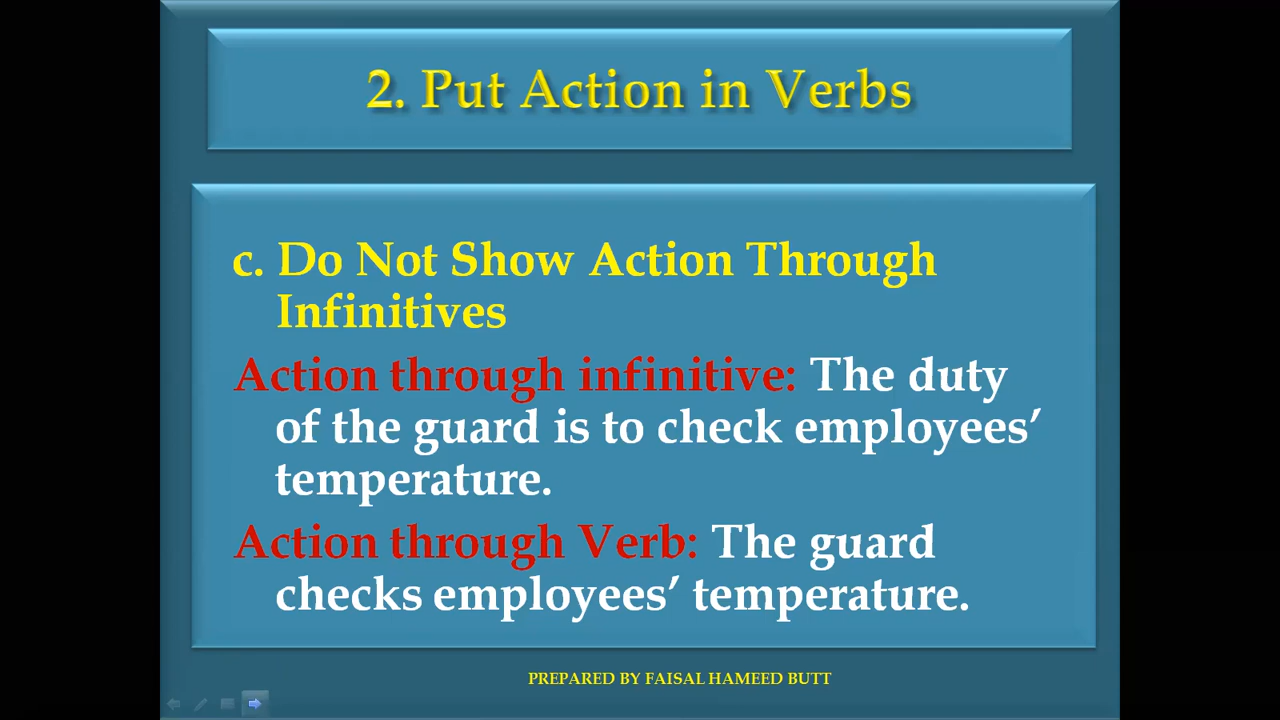 2. Put Action in Verbs
c. Do Not Show Action Through
Infinitives
Action through infinitive: The duty
of the guard is to check employees’
temperature.
Action through Verb: The guard
checks employees’ temperature.
PREPARED BY FAISAL HAMEED BUTT